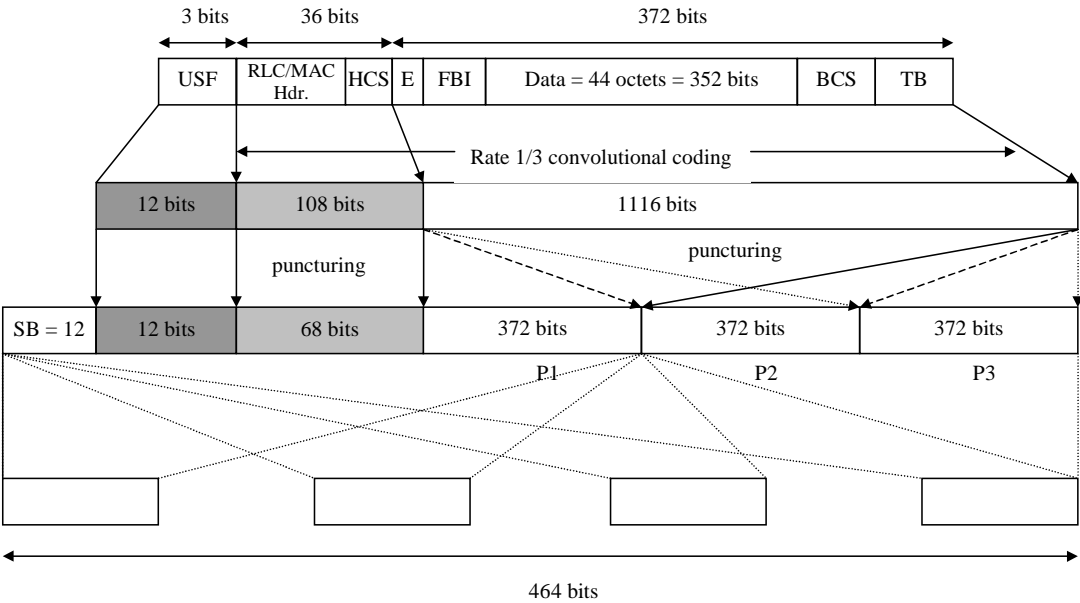 3 bits 36 bits 372 bits
USF RLC/MAC Hdr. HCS E FBI Data = 44 octets = 352 bits BCS TB
Rate 1/3 convolutional coding
12 bits 108 bits 1116 bits
puncturing puncturing
SB = 12 12 bits 68 bits 372 bits 372 bits 372 bits
P1 P2 P3
464 bits